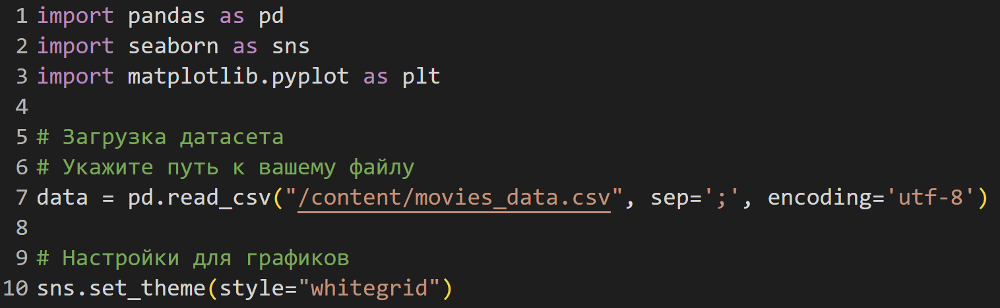 1 import pandas as pd
2 import seaborn as sns
3 import matplotlib.pyplot as plt
4
5 # Загрузка датасета
6 # Укажите путь к вашему файлу
7 data = pd.read_csv("/content/movies_data.csv", sep=';', encoding='utf-8')
8
9 # Настройки для графиков
10 sns.set_theme(style="whitegrid")